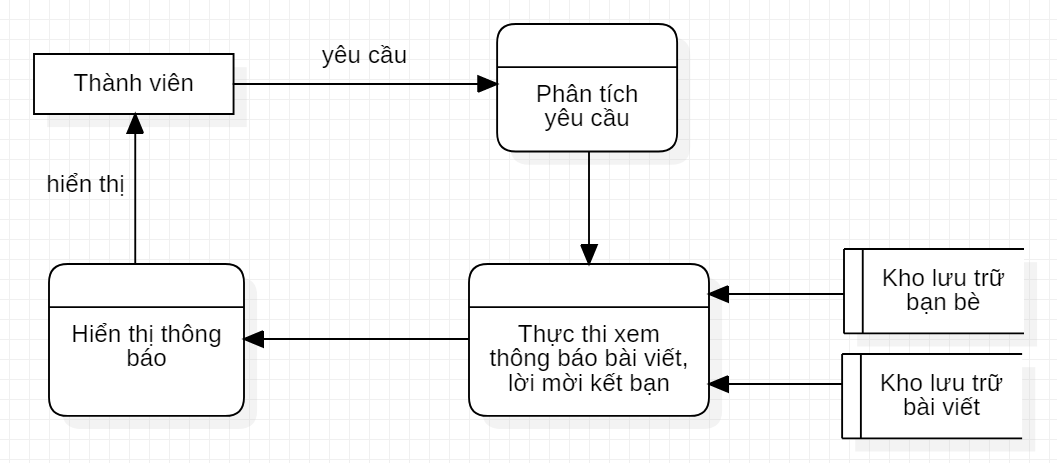 yêu cầu
Thành viên
Phân tích
yêu cầu
hiển thị
Hiển thị thông
báo
Thực thi xem
thông báo bài viết,
lời mời kết bạn
Kho lưu trữ
bạn bè
Kho lưu trữ
bài viết